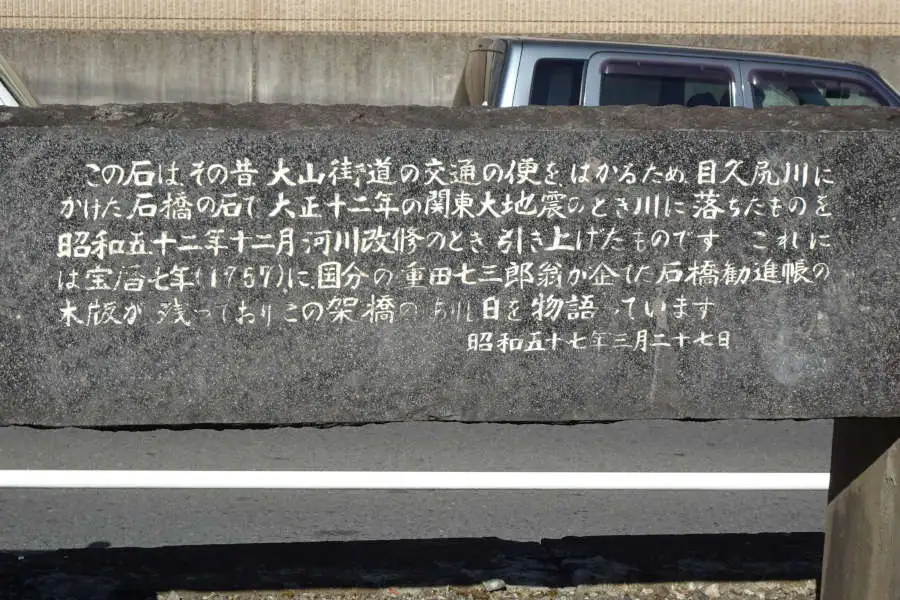 この石は、その昔 大山街道の交通の便をはかるため、目久尻川に
かけた石橋の石で 大正十二年の関東大地震のとき川に落ちたものを
昭和五十二年十二月河川改修のとき引き上げたものです これに
は宝暦七年(1757)に、国分の重田七三郎翁が企てた石橋勧進帳の
木版が 残っておりこの架橋のありし日を物語っています
昭和五十七年三月二十七日